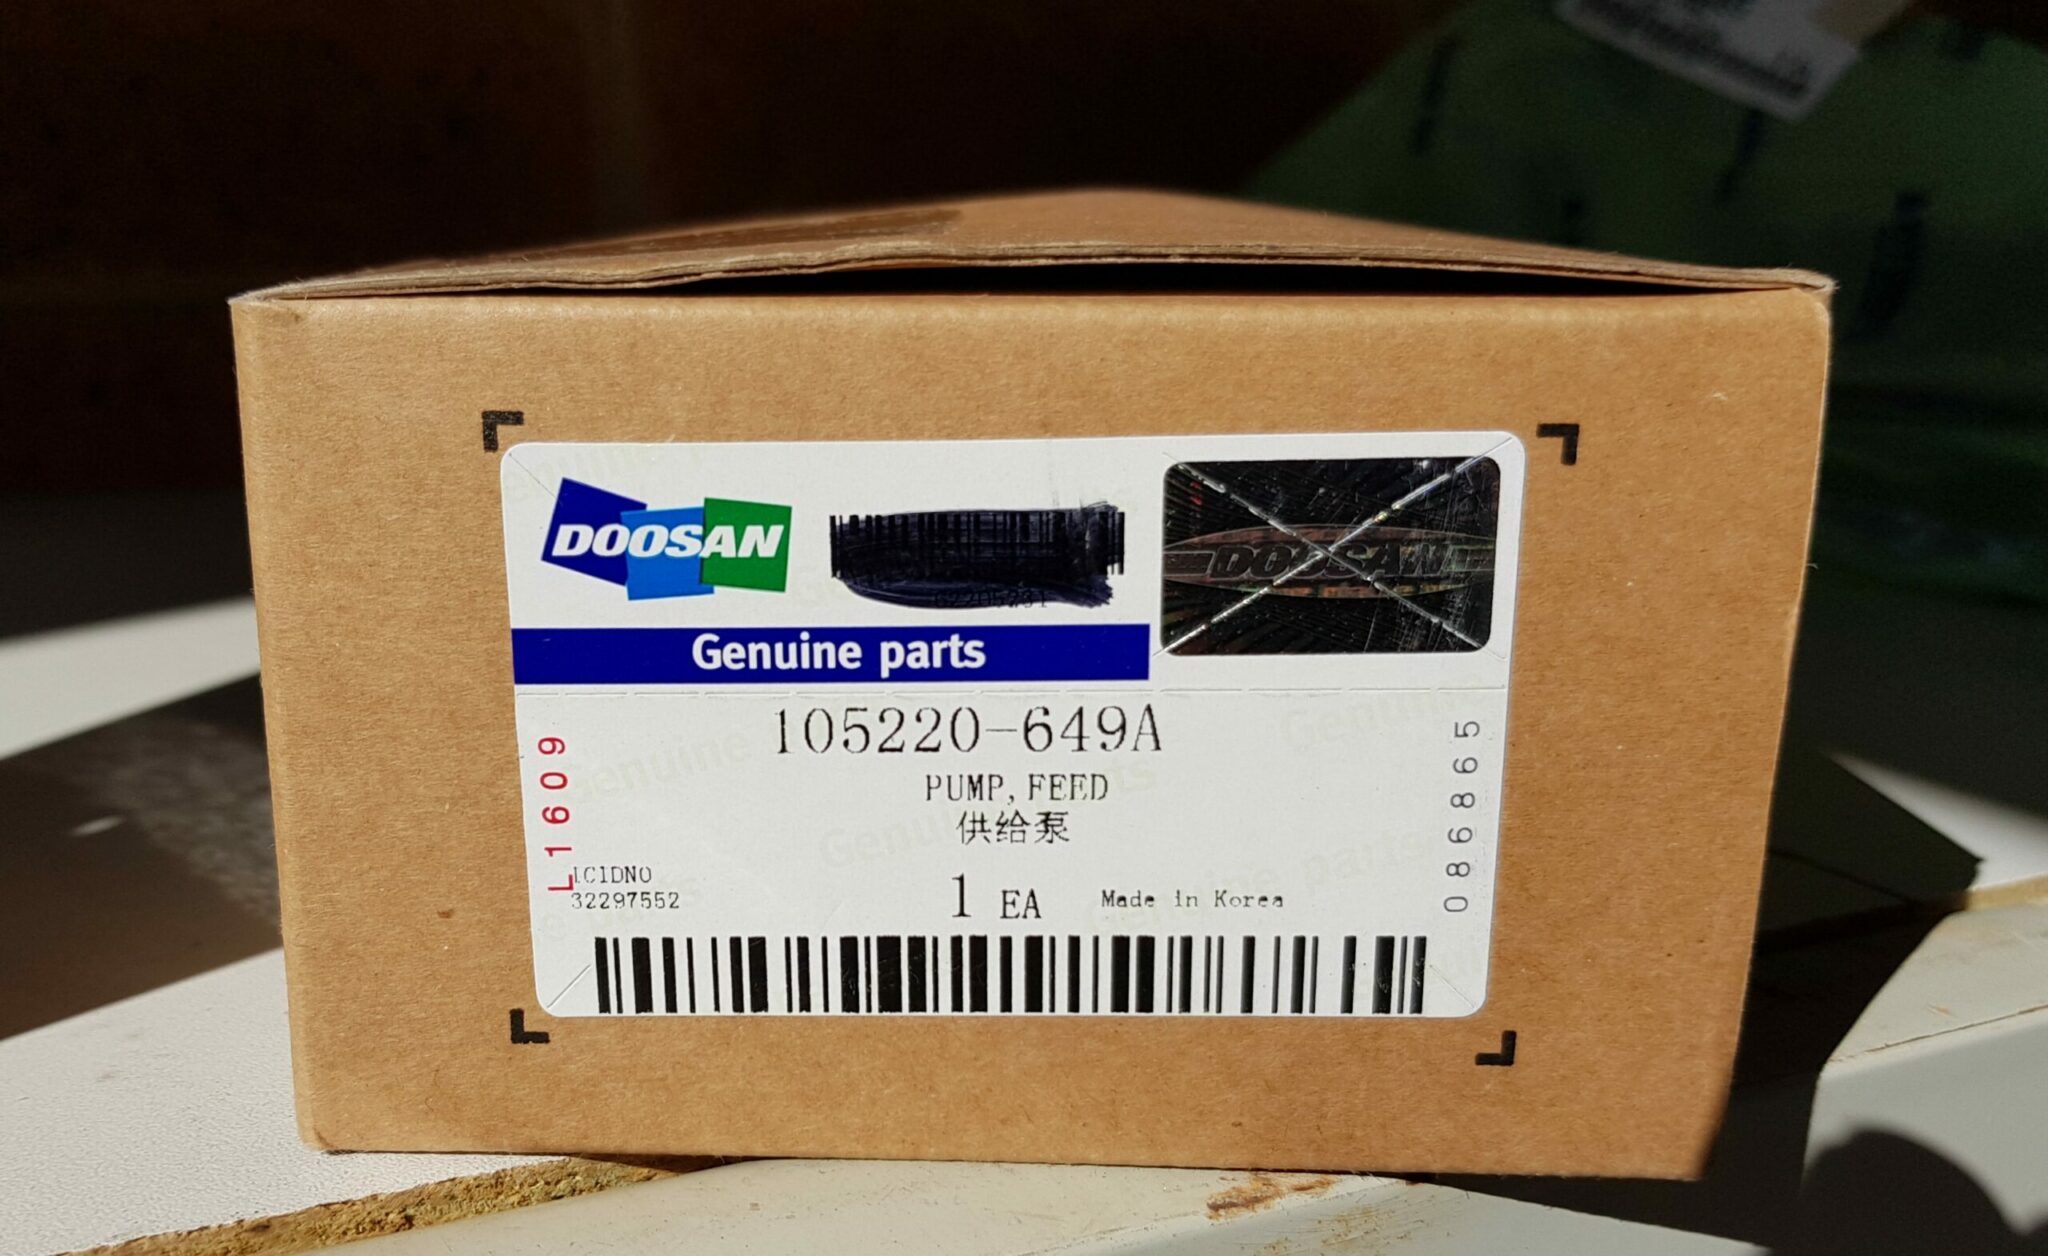 DOOSAN
DOOSAN
Genuine parts
105220-649A
PUMP, FEED
供给泵
L1609
086865
32297552
1 EA
Made in Korea